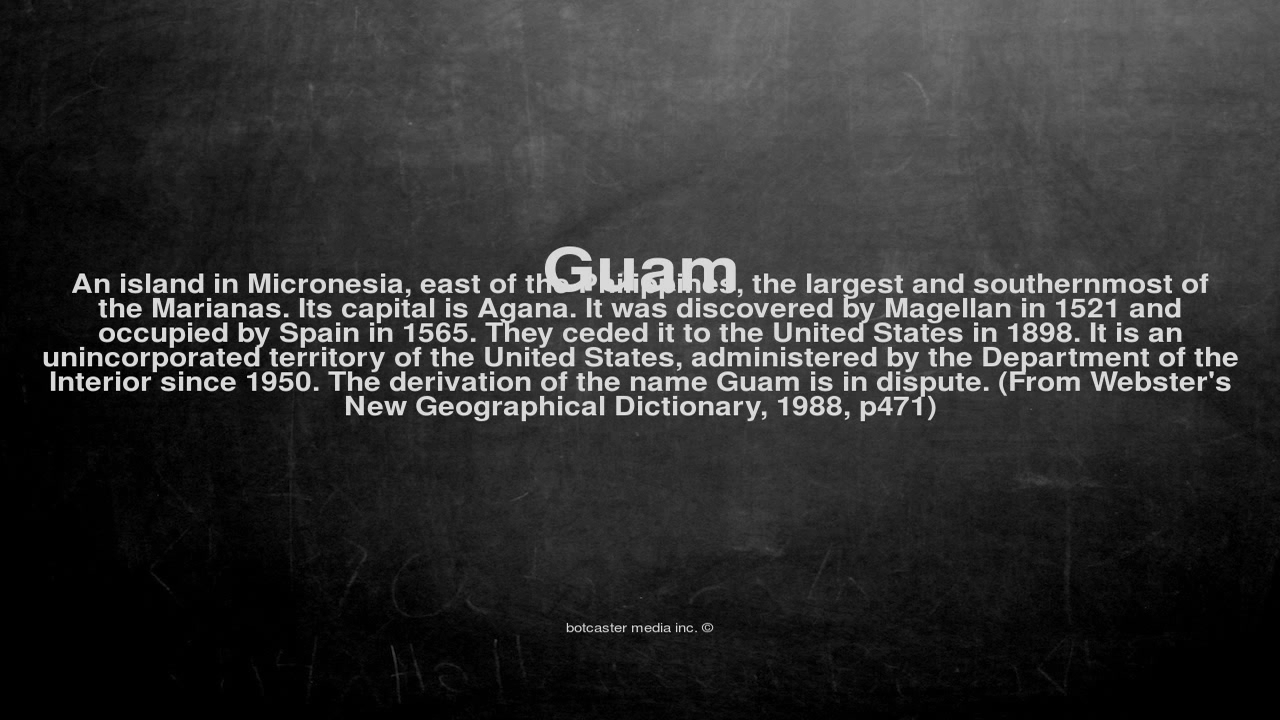 Guam
An island in Micronesia, east of the Philippines, the largest and southernmost of
the Marianas. Its capital is Agana. It was discovered by Magellan in 1521 and
occupied by Spain in 1565. They ceded it to the United States in 1898. It is an
unincorporated territory of the United States, administered by the Department of the
Interior since 1950. The derivation of the name Guam is in dispute. (From Webster's
New Geographical Dictionary, 1988, p471)
botcaster media inc. ©